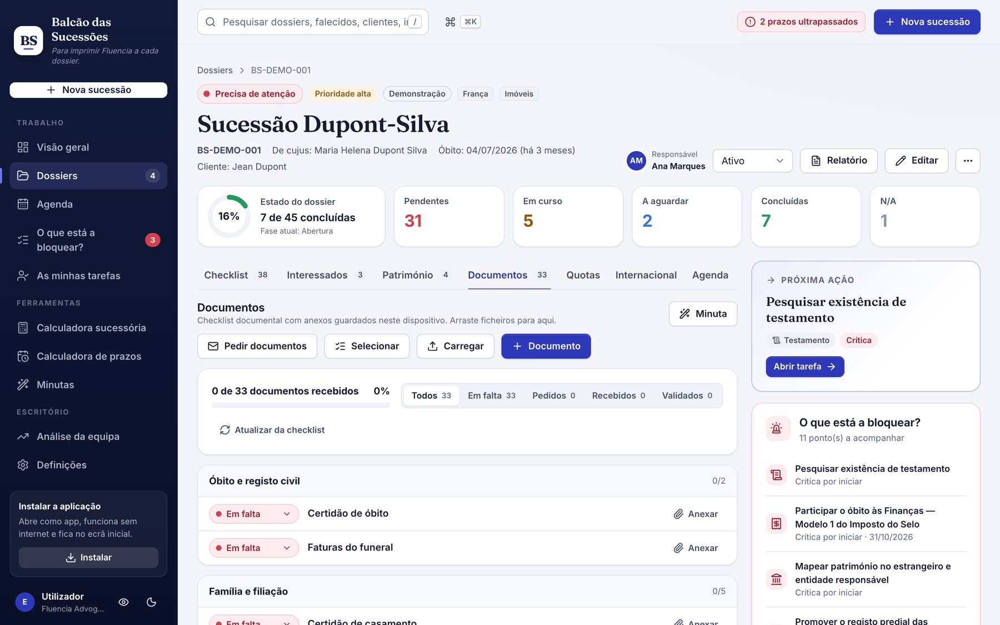 BS
Balcão das
Sucessões
Para imprimir Fluencia a cada
dossier.
Nova sucessão
TRABALHO
Visão geral
Dossiers 4
Agenda
O que está a
bloquear? 3
As minhas tarefas
FERRAMENTAS
Calculadora sucessória
Calculadora de prazos
Minutas
ESCRITÓRIO
Análise da equipa
Definições
Instalar a aplicação
Abre como app, funciona sem
internet e fica no ecrã inicial.
Instalar
E
Utilizador
Fluencia Advog...
Pesquisar dossiers, falecidos, clientes, i /
⌘ ⌘K
2 prazos ultrapassados
Nova sucessão
Dossiers > BS-DEMO-001
Precisa de atenção Prioridade alta Demonstração França Imóveis
Sucessão Dupont-Silva
BS-DEMO-001 De cujus: Maria Helena Dupont Silva Óbito: 04/07/2026 (há 3 meses)
Cliente: Jean Dupont
AM
Responsável
Ana Marques
Ativo
Relatório
Editar
...
16%
Estado do dossier
7 de 45 concluídas
Fase atual: Abertura
Pendentes
31
Em curso
5
A aguardar
2
Concluídas
7
N/A
1
Checklist 38 Interessados 3 Património 4 Documentos 33 Quotas Internacional Agenda
Documentos
Checklist documental com anexos guardados neste dispositivo. Arraste ficheiros para aqui.
Minuta
Pedir documentos Selecionar Carregar + Documento
0 de 33 documentos recebidos 0%
Todos 33 Em falta 33 Pedidos 0 Recebidos 0 Validados 0
Atualizar da checklist
Óbito e registo civil 0/2
Em falta Certidão de óbito Anexar
Em falta Faturas do funeral Anexar
Família e filiação 0/5
Em falta Certidão de casamento Anexar
PRÓXIMA AÇÃO
Pesquisar existência de
testamento
Testamento Crítica
Abrir tarefa
O que está a bloquear?
11 ponto(s) a acompanhar
Pesquisar existência de testamento
Crítica por iniciar
Participar o óbito às Finanças —
Modelo 1 do Imposto do Selo
Crítica por iniciar · 31/10/2026
Mapear património no estrangeiro e
entidade responsável
Crítica por iniciar
Promover o registo predial das